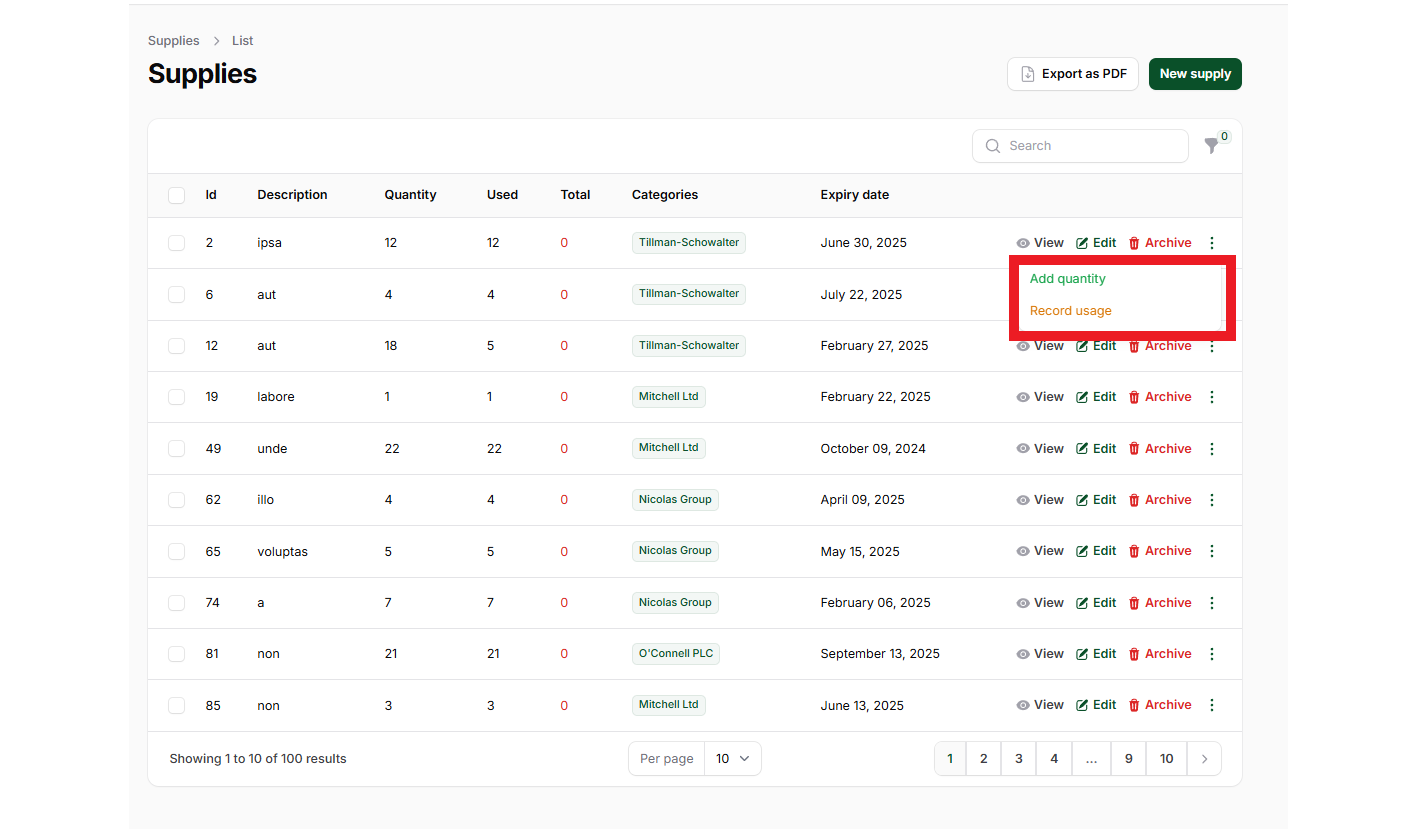 Supplies > List
Supplies
Export as PDF New supply
Search 0
Id Description Quantity Used Total Categories Expiry date
2 ipsa 12 12 0 Tillman-Schowalter June 30, 2025 View Edit Archive
Add quantity
6 aut 4 4 0 Tillman-Schowalter July 22, 2025
Record usage
12 aut 18 5 0 Tillman-Schowalter February 27, 2025 View Edit Archive
19 labore 1 1 0 Mitchell Ltd February 22, 2025 View Edit Archive
49 unde 22 22 0 Mitchell Ltd October 09, 2024 View Edit Archive
62 illo 4 4 0 Nicolas Group April 09, 2025 View Edit Archive
65 voluptas 5 5 0 Nicolas Group May 15, 2025 View Edit Archive
74 a 7 7 0 Nicolas Group February 06, 2025 View Edit Archive
81 non 21 21 0 O'Connell PLC September 13, 2025 View Edit Archive
85 non 3 3 0 Mitchell Ltd June 13, 2025 View Edit Archive
Showing 1 to 10 of 100 results Per page 10 1 2 3 4 ... 9 10 >